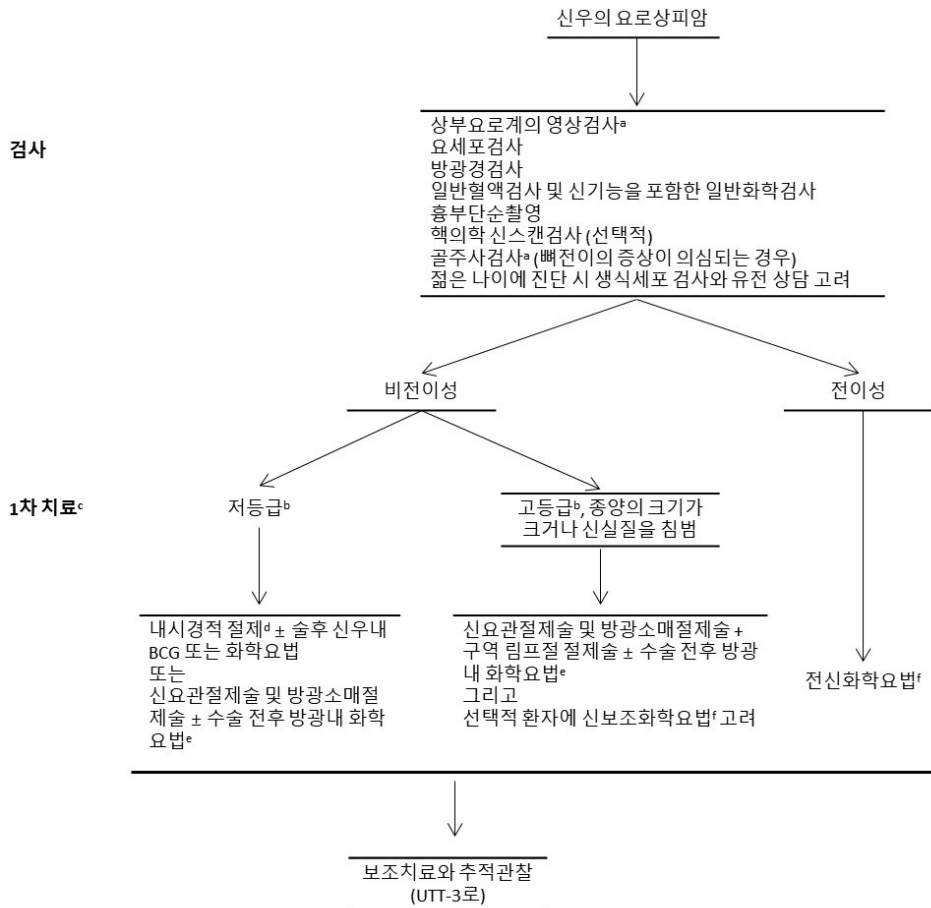 신우의 요로상피암
검사
상부요로계의 영상검사ᵃ
요세포검사
방광경검사
일반혈액검사 및 신기능을 포함한 일반화학검사
흉부단순촬영
핵의학 신스캔검사 (선택적)
골주사검사ᵃ (뼈전이의 증상이 의심되는 경우)
젊은 나이에 진단 시 생식세포 검사와 유전 상담 고려
비전이성
전이성
1차 치료ᶜ
저등급ᵇ
고등급ᵇ, 종양의 크기가
크거나 신실질을 침범
내시경적 절제ᵈ ± 술후 신우내
BCG 또는 화학요법
또는
신요관절제술 및 방광소매절
제술 ± 수술 전후 방광내 화학
요법ᵉ
신요관절제술 및 방광소매절제술 +
구역 림프절 절제술 ± 수술 전후 방광
내 화학요법ᵉ
그리고
선택적 환자에 신보조화학요법ᶠ 고려
전신화학요법ᶠ
보조치료와 추적관찰
(UTT-3로)